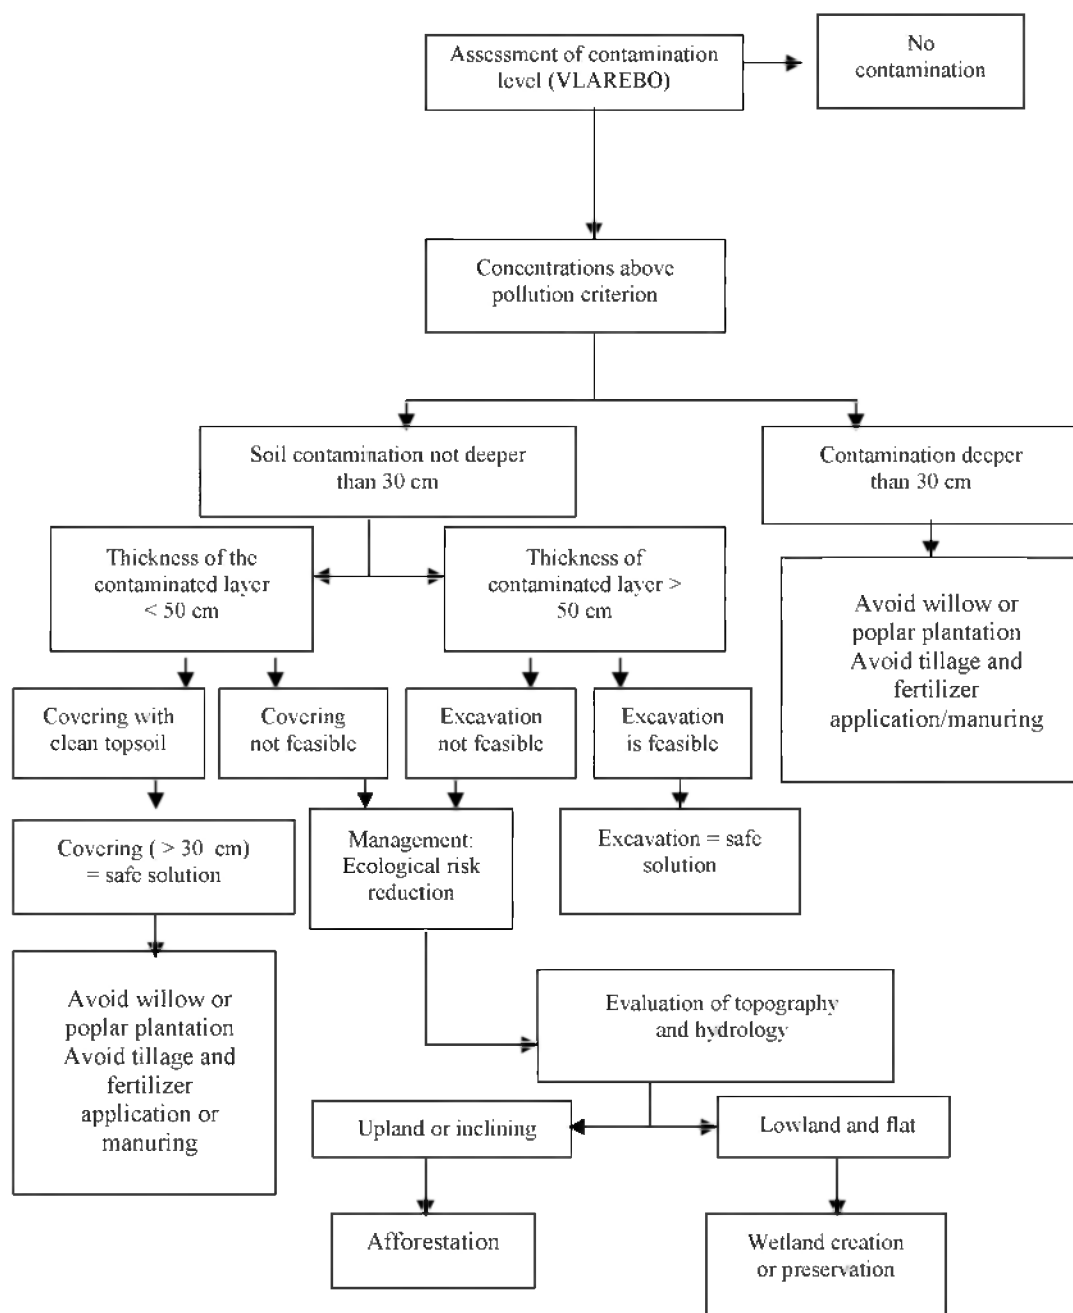 Assessment of contamination
level (VLAREBO)
No
contamination
Concentrations above
pollution criterion
Soil contamination not deeper
than 30 cm
Contamination deeper
than 30 cm
Thickness of the
contaminated layer
< 50 cm
Thickness of
contaminated layer >
50 cm
Avoid willow or
poplar plantation
Avoid tillage and
fertilizer
application/manuring
Covering with
clean topsoil
Covering
not feasible
Excavation
not feasible
Excavation
is feasible
Covering ( > 30 cm)
= safe solution
Management:
Ecological risk
reduction
Excavation = safe
solution
Avoid willow or
poplar plantation
Avoid tillage and
fertilizer
application or
manuring
Evaluation of topography
and hydrology
Upland or inclining
Lowland and flat
Afforestation
Wetland creation
or preservation